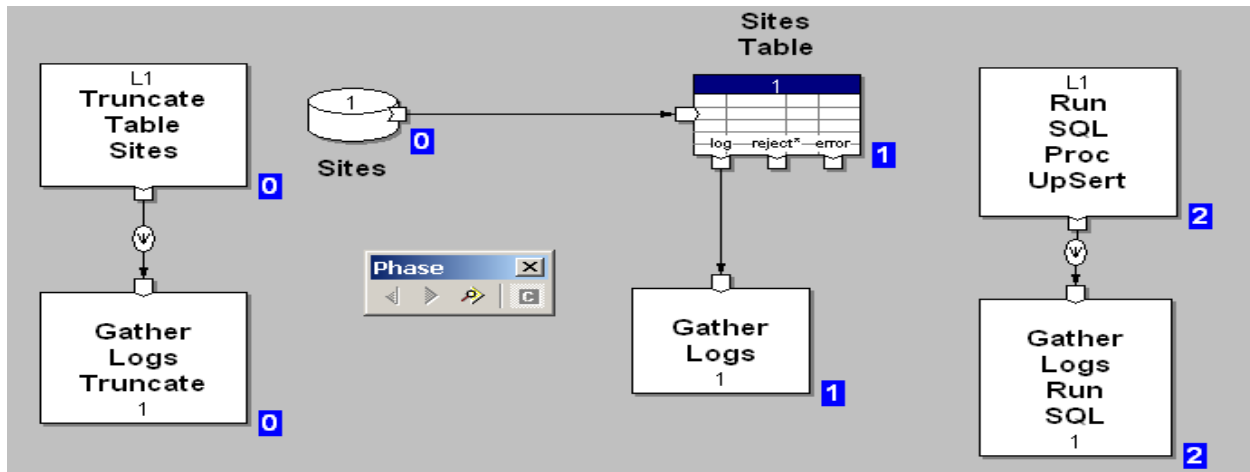 L1
Truncate
Table
Sites
0
Gather
Logs
Truncate
1
0
1
Sites
0
Sites
Table
1
log reject* error
1
Phase
C
Gather
Logs
1
1
L1
Run
SQL
Proc
UpSert
2
Gather
Logs
Run
SQL
1
2